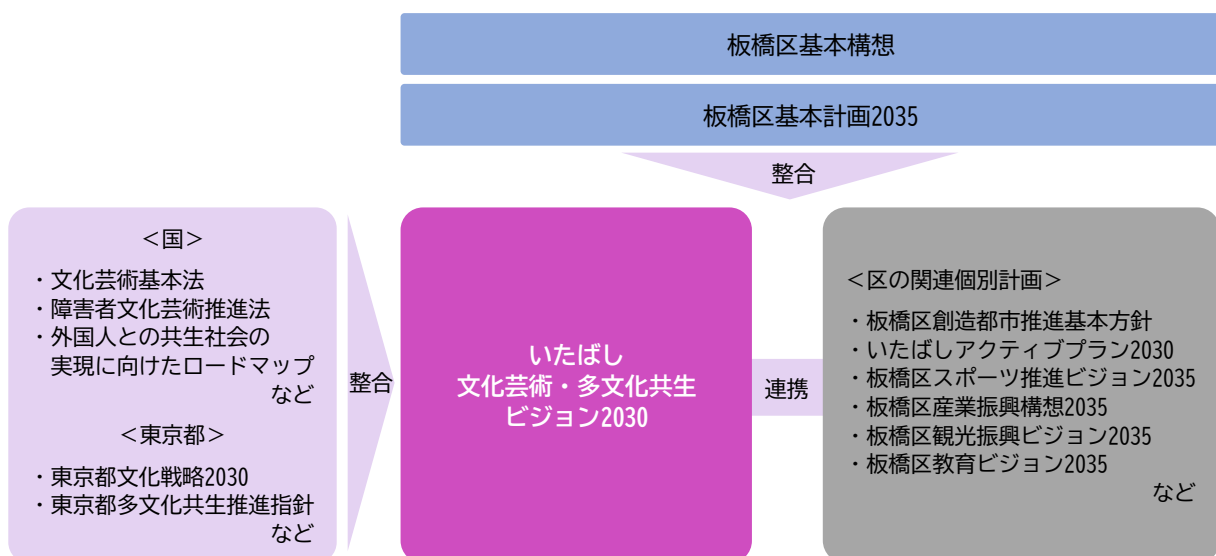 板橋区基本構想
板橋区基本計画2035
整合
＜国＞
・文化芸術基本法
・障害者文化芸術推進法
・外国人との共生社会の
実現に向けたロードマップ
など
＜東京都＞
・東京都文化戦略2030
・東京都多文化共生推進指針
など
整合
いたばし
文化芸術・多文化共生
ビジョン2030
連携
＜区の関連個別計画＞
・板橋区創造都市推進基本方針
・いたばしアクティブプラン2030
・板橋区スポーツ推進ビジョン2035
・板橋区産業振興構想2035
・板橋区観光振興ビジョン2035
・板橋区教育ビジョン2035
など